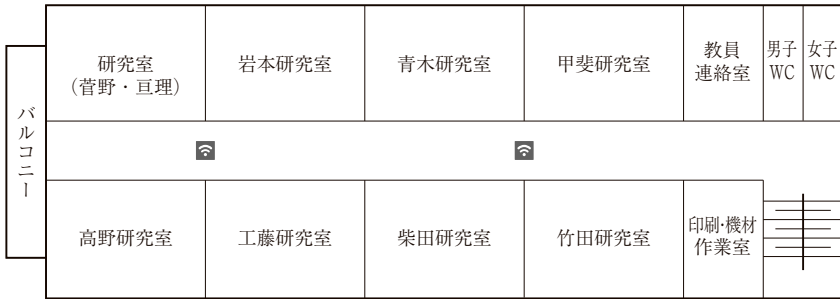 研究室
（菅野・亘理）
岩本研究室
青木研究室
甲斐研究室
教員
連絡室
男子
WC
女子
WC
バルコニー
高野研究室
工藤研究室
柴田研究室
竹田研究室
印刷・機材
作業室